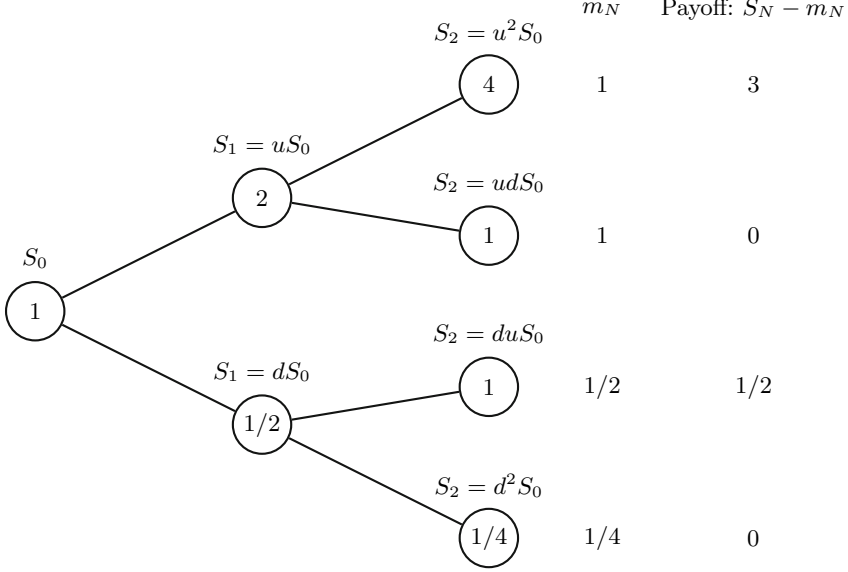 m_N Payoff: S_N − m_N
S_2 = u^2S_0
4 1 3
S_1 = uS_0
2
S_2 = udS_0
1 1 0
S_0
1
S_2 = duS_0
S_1 = dS_0
1 1/2 1/2
1/2
S_2 = d^2S_0
1/4 1/4 0